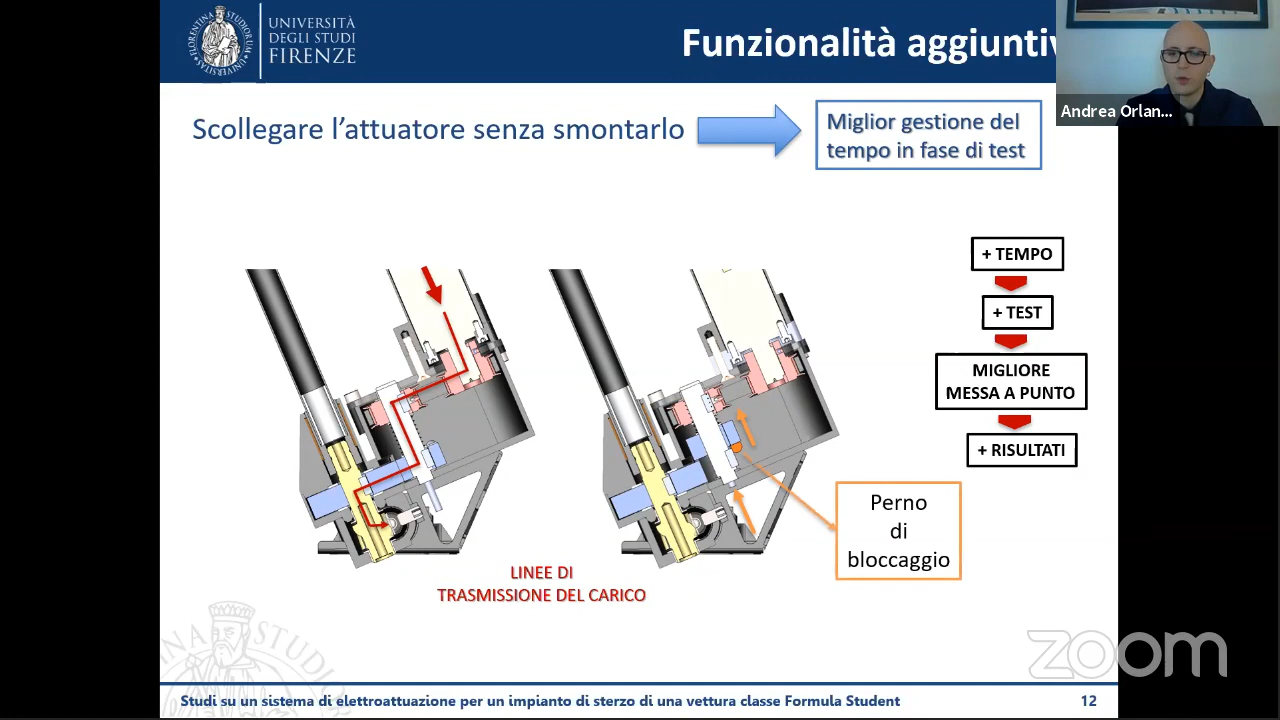 UNIVERSITÀ
DEGLI STUDI
FIRENZE
Funzionalità
Andrea Orlan...
Scollegare l'attuatore senza smontarlo
Miglior gestione del
tempo in fase di test
+ TEMPO
+ TEST
MIGLIORE
MESSA A PUNTO
+ RISULTATI
Perno
di
bloccaggio
LINEE DI
TRASMISSIONE DEL CARICO
zoom
Studi su un sistema di elettroattuazione per un impianto di sterzo di una vettura classe Formula Student
12